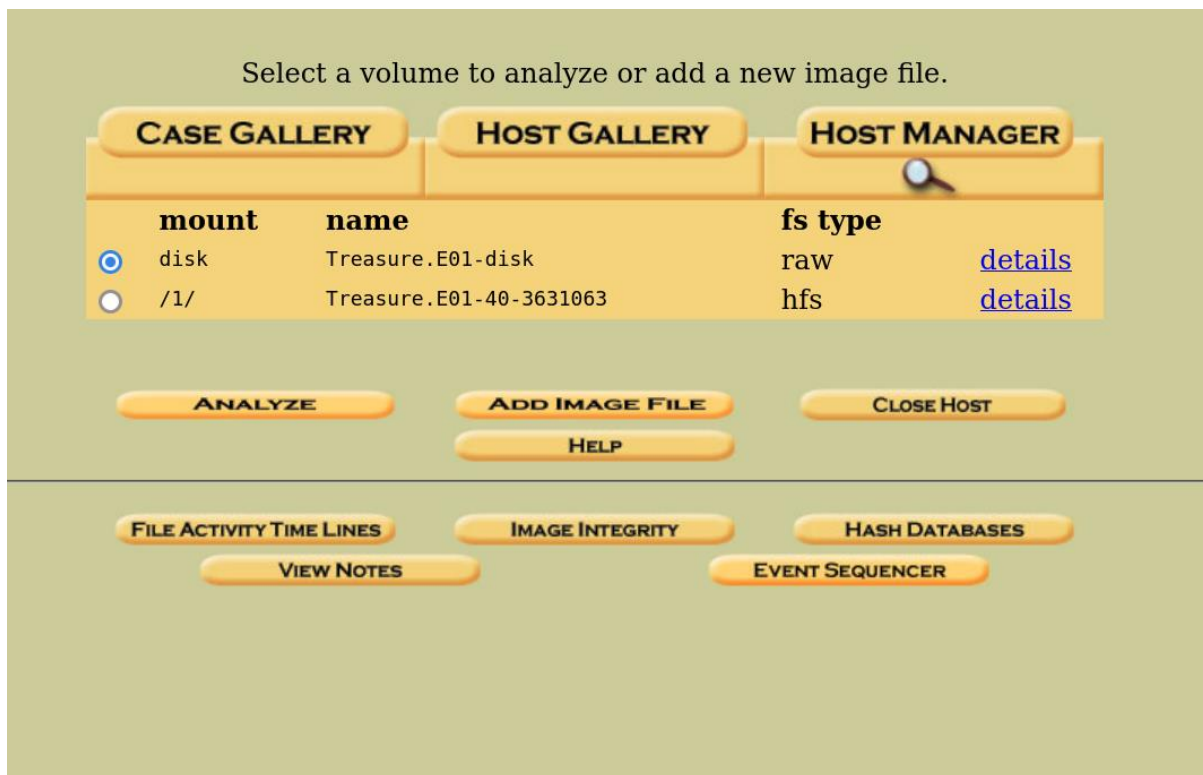 Select a volume to analyze or add a new image file.
CASE GALLERY HOST GALLERY HOST MANAGER
mount name fs type
disk Treasure.E01-disk raw details
/1/ Treasure.E01-40-3631063 hfs details
ANALYZE ADD IMAGE FILE CLOSE HOST
HELP
FILE ACTIVITY TIME LINES IMAGE INTEGRITY HASH DATABASES
VIEW NOTES EVENT SEQUENCER